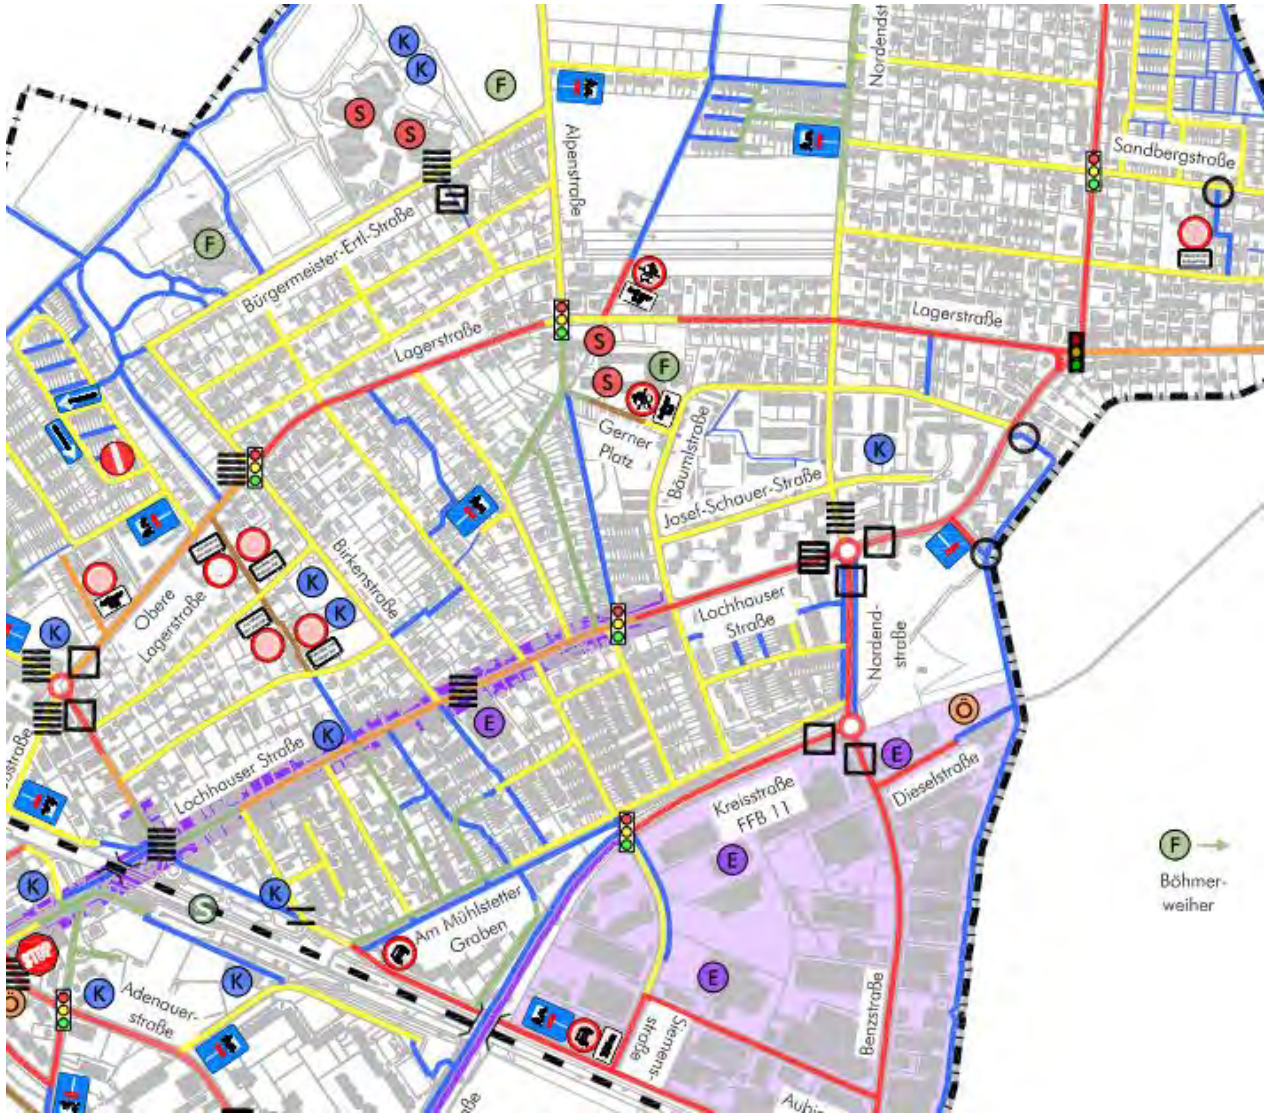 K
K
F
S
S
Nordendst
Alpenstraße
Sandbergstraße
F
Bürgermeister-Ertl-Straße
Lagerstraße
Lagerstraße
S
F
S
Gerner
Platz
Bäumlstraße
K
Josef-Schauer-Straße
Birkenstraße
K
K
Obere
Lagerstraße
K
Lochhauser
Straße
Nordend-
straße
Ö
E
K
E
Lochhauser Straße
Dieselstraße
Kreisstraße
FFB 11
E
F
Böhmer-
weiher
K
K
S
Am Mühlstetter
Graben
STOP
K
K
E
Ö
Adenauer-
straße
Siemens-
straße
Benzstraße